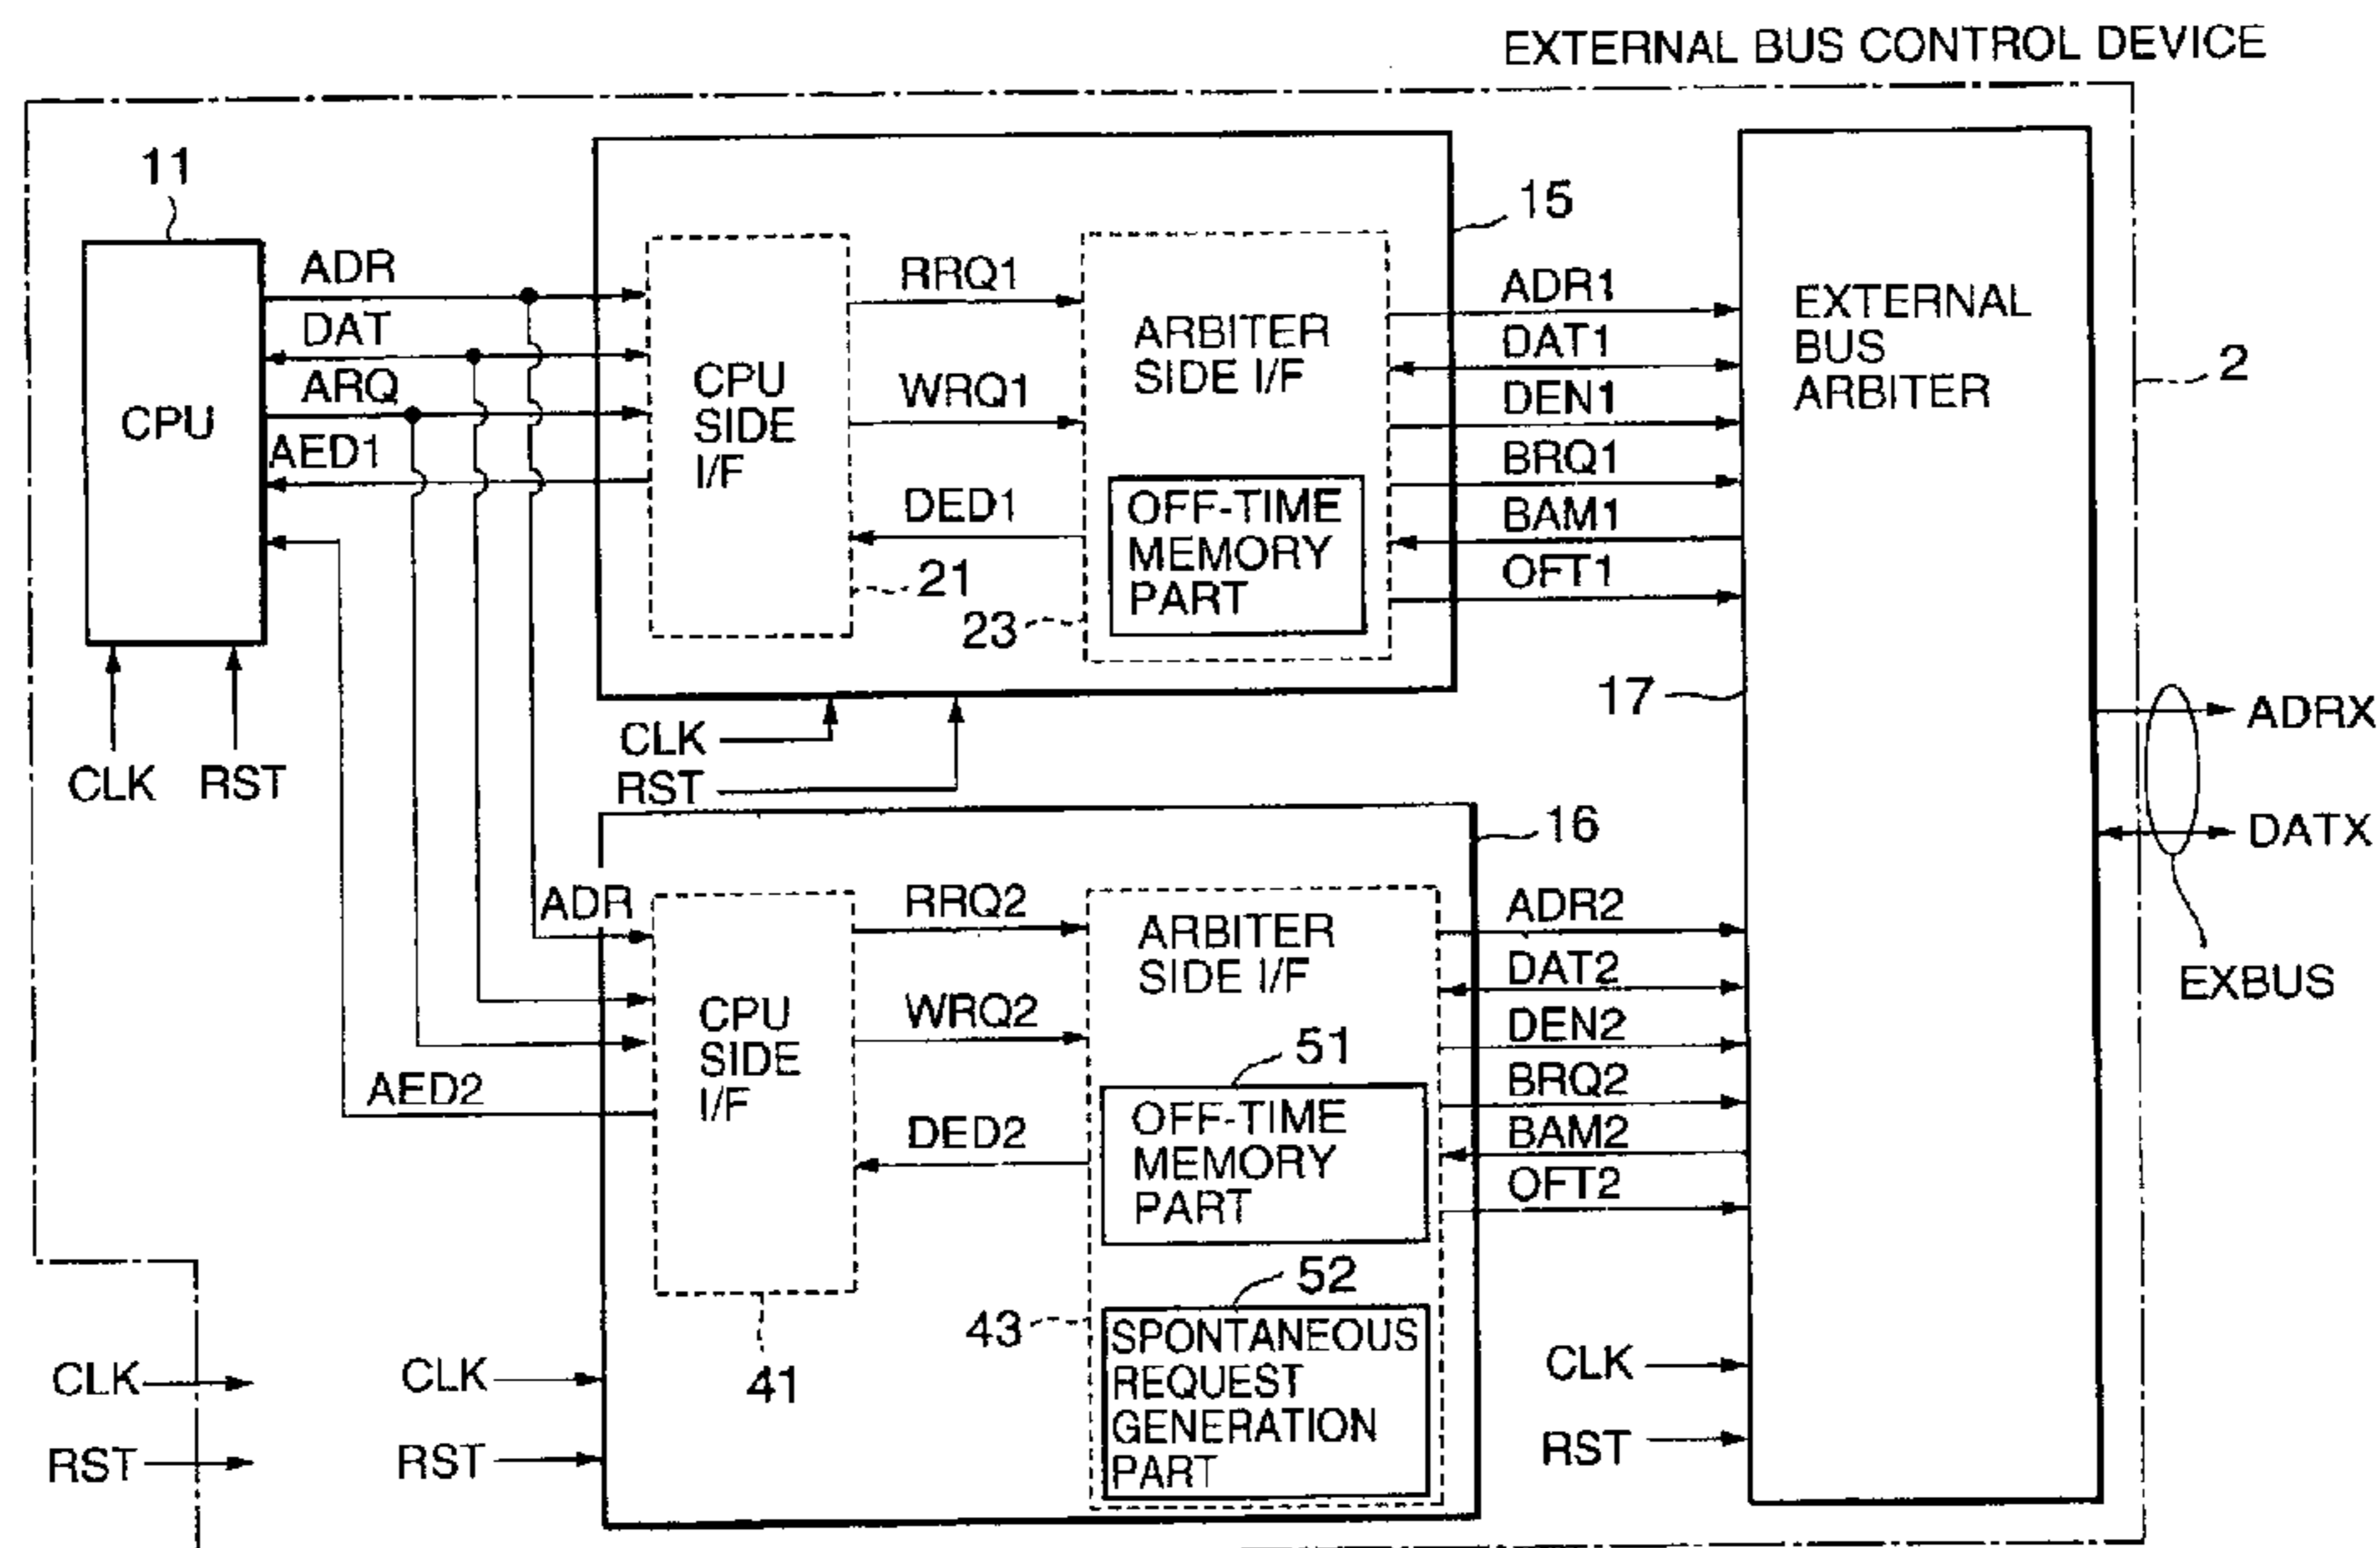 EXTERNAL BUS CONTROL DEVICE
11
15
ADR
DAT
ARQ
AED1
CPU
CLK
RST
CPU
SIDE
I/F
21
RRQ1
WRQ1
DED1
ARBITER
SIDE I/F
OFF-TIME
MEMORY
PART
23
CLK
RST
ADR1
DAT1
DEN1
BRQ1
BAM1
OFT1
EXTERNAL
BUS
ARBITER
2
17
ADRX
DATX
EXBUS
16
ADR
AED2
CPU
SIDE
I/F
41
RRQ2
WRQ2
DED2
ARBITER
SIDE I/F
51
OFF-TIME
MEMORY
PART
52
43
SPONTANEOUS
REQUEST
GENERATION
PART
ADR2
DAT2
DEN2
BRQ2
BAM2
OFT2
CLK
RST
CLK
RST
CLK
RST